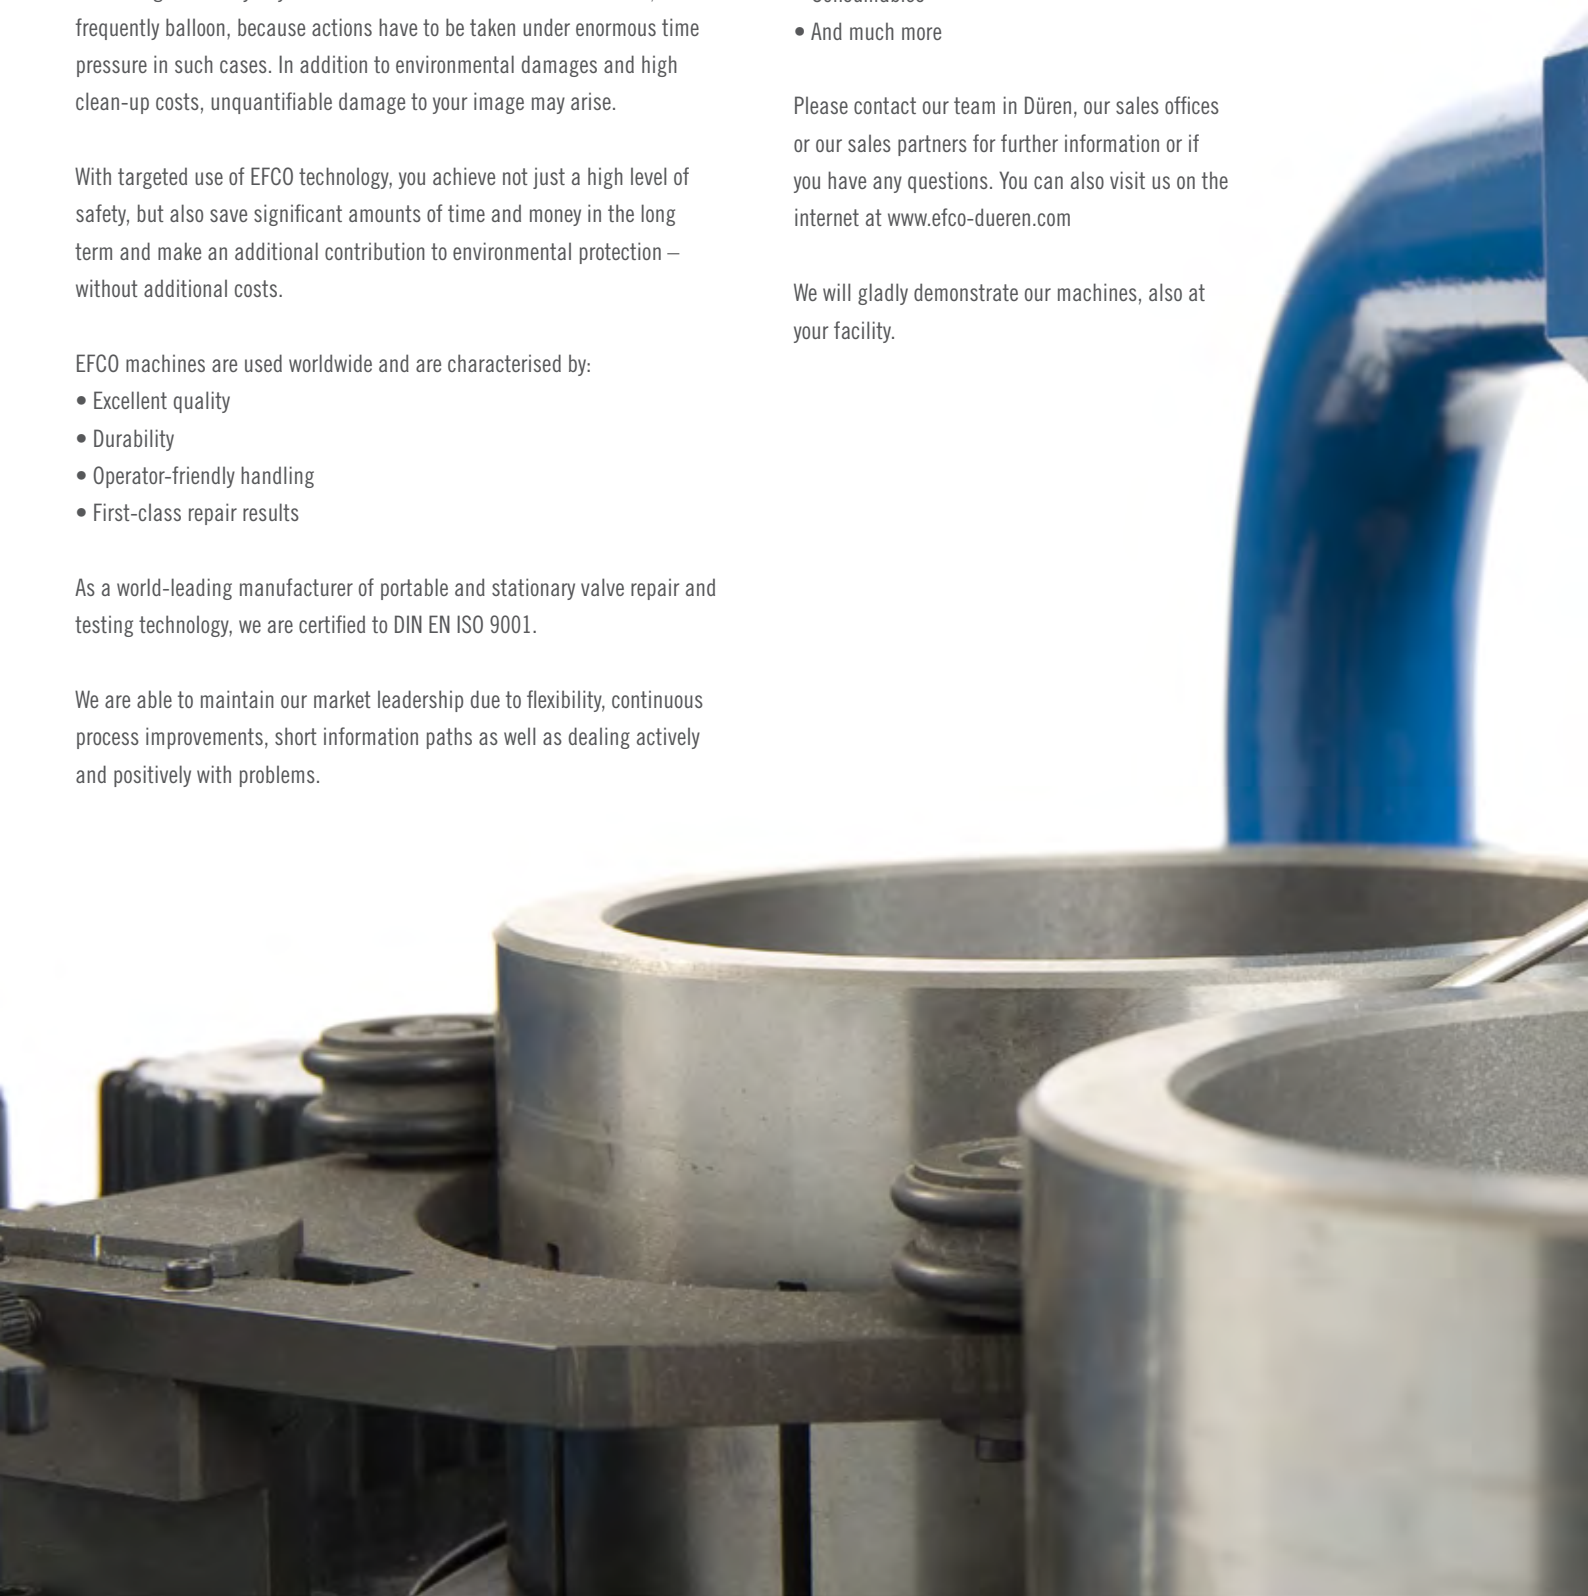 frequently balloon, because actions have to be taken under enormous time
pressure in such cases. In addition to environmental damages and high
clean-up costs, unquantifiable damage to your image may arise.
With targeted use of EFCO technology, you achieve not just a high level of
safety, but also save significant amounts of time and money in the long
term and make an additional contribution to environmental protection –
without additional costs.
EFCO machines are used worldwide and are characterised by:
• Excellent quality
• Durability
• Operator-friendly handling
• First-class repair results
As a world-leading manufacturer of portable and stationary valve repair and
testing technology, we are certified to DIN EN ISO 9001.
We are able to maintain our market leadership due to flexibility, continuous
process improvements, short information paths as well as dealing actively
and positively with problems.
• And much more
Please contact our team in Düren, our sales offices
or our sales partners for further information or if
you have any questions. You can also visit us on the
internet at www.efco-dueren.com
We will gladly demonstrate our machines, also at
your facility.